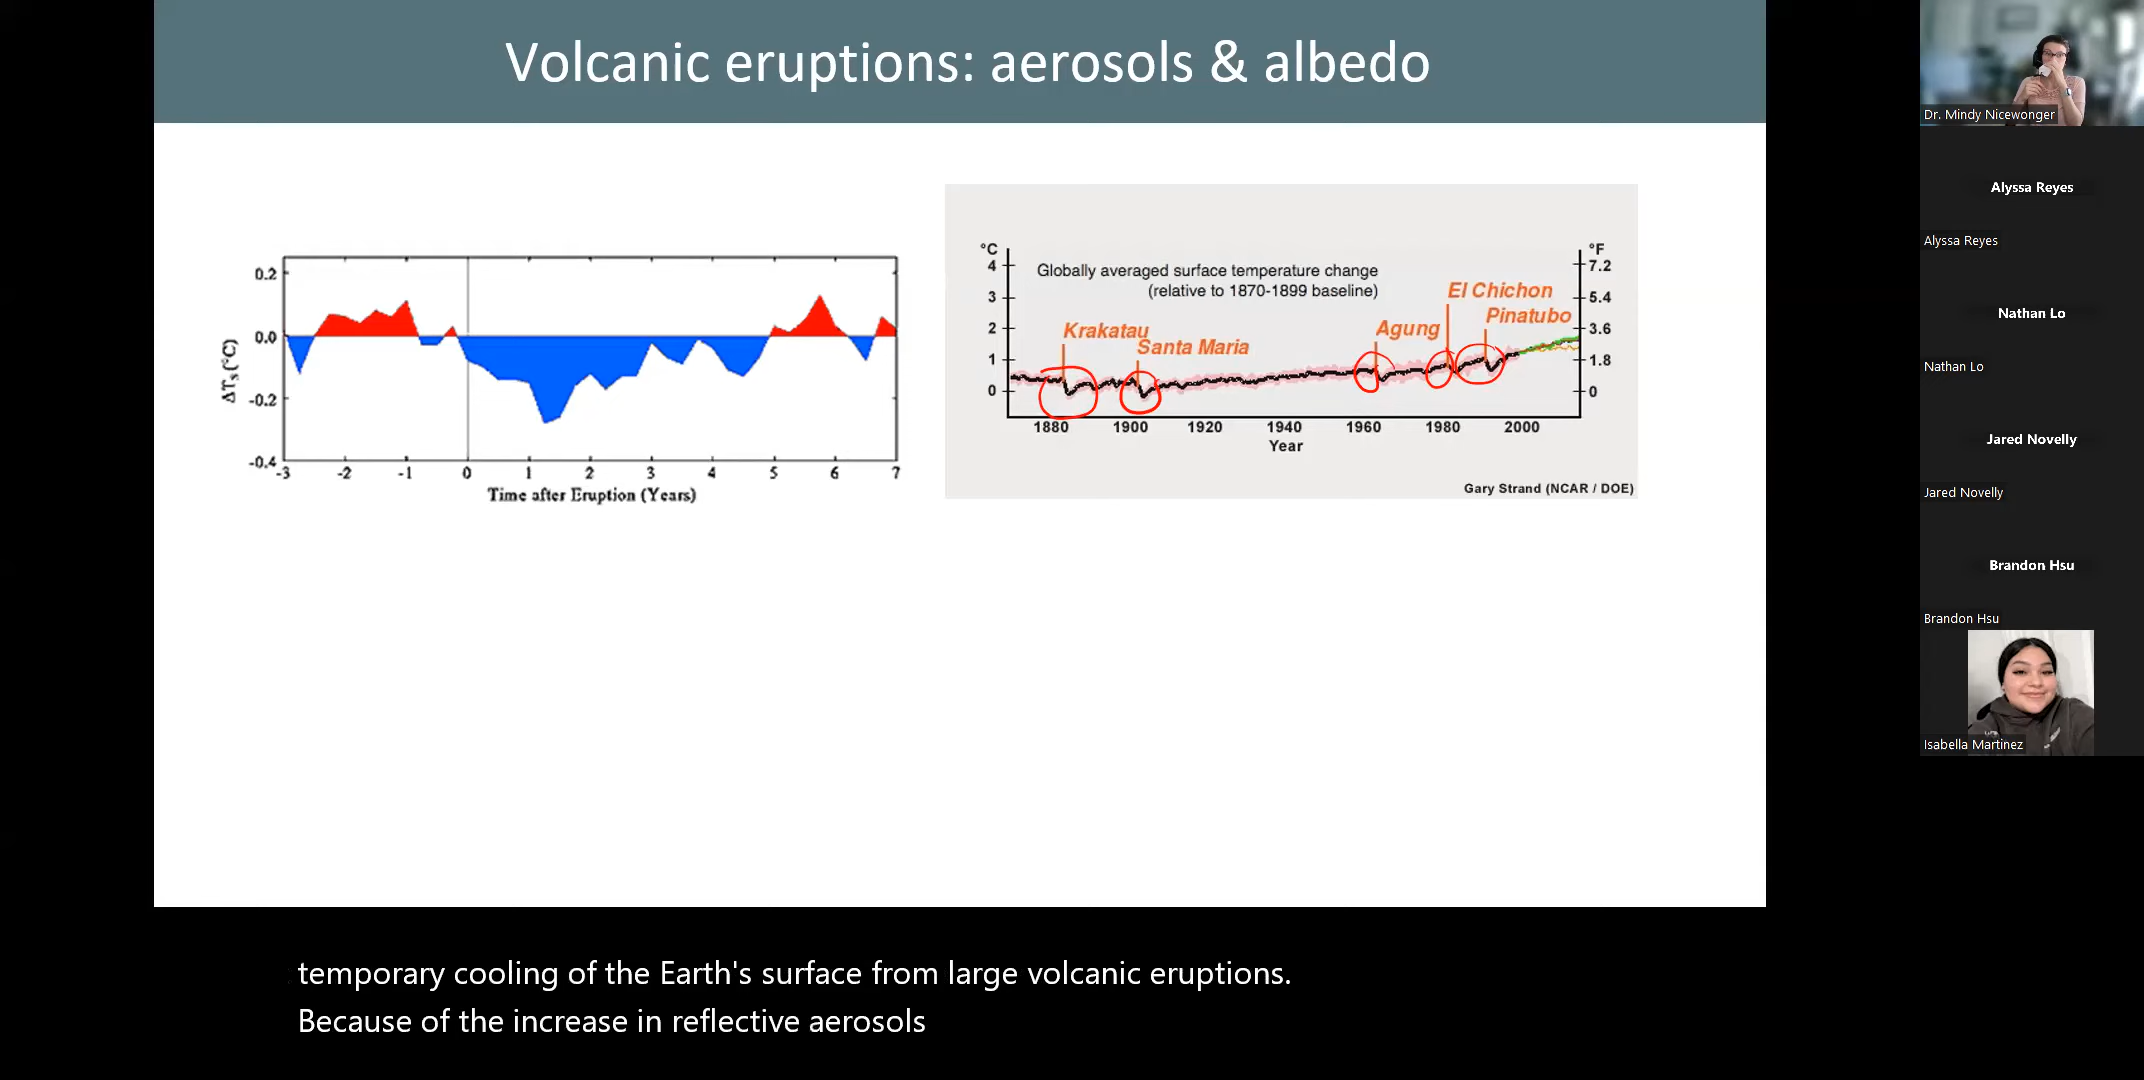 Volcanic eruptions: aerosols & albedo
0.2
0.0
-0.2
-0.4
ΔTs (°C)
-3 -2 -1 0 1 2 3 4 5 6 7
Time after Eruption (Years)
°C
4
3
2
1
0
Globally averaged surface temperature change
(relative to 1870-1899 baseline)
Krakatau
Santa Maria
Agung
El Chichon
Pinatubo
°F
7.2
5.4
3.6
1.8
0
1880 1900 1920 1940 1960 1980 2000
Year
Gary Strand (NCAR / DOE)
temporary cooling of the Earth's surface from large volcanic eruptions.
Because of the increase in reflective aerosols
Dr. Mindy Nicewonger
Alyssa Reyes
Alyssa Reyes
Nathan Lo
Nathan Lo
Jared Novelly
Jared Novelly
Brandon Hsu
Brandon Hsu
Isabella Martinez